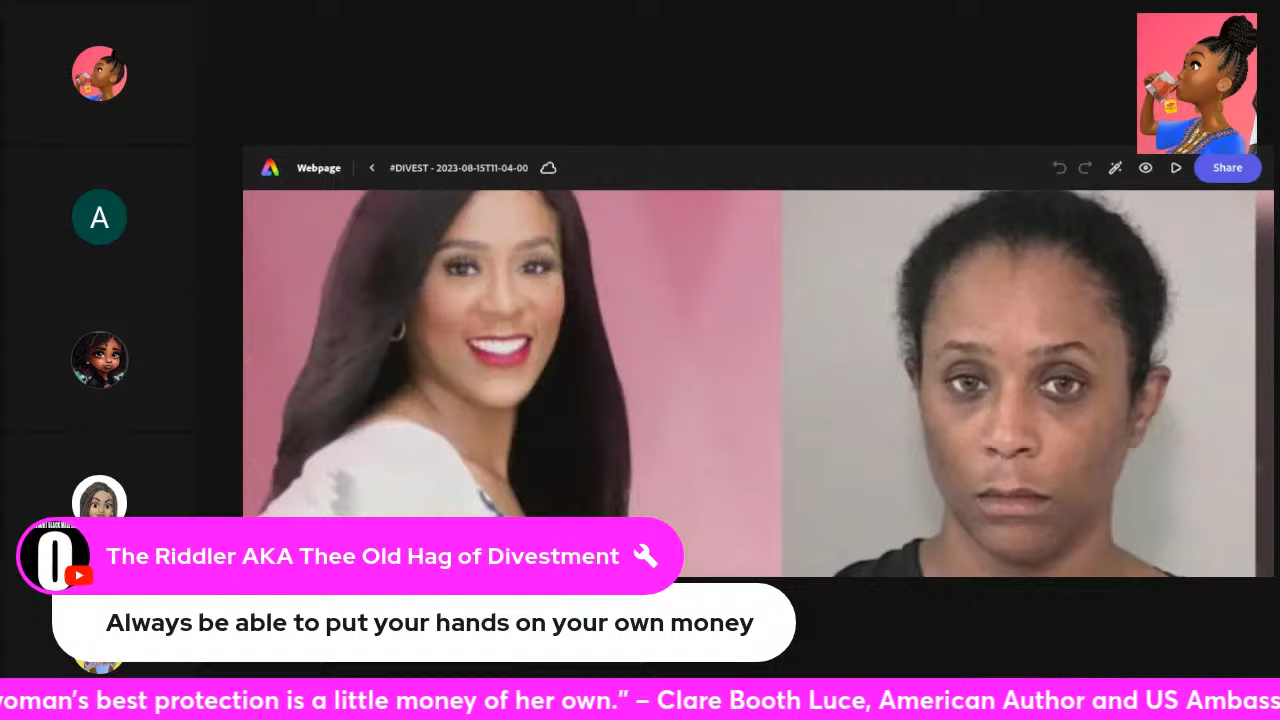 Webpage
#DIVEST - 2023-08-15T11-04-00
Share
A
The Riddler AKA Thee Old Hag of Divestment
Always be able to put your hands on your own money
woman's best protection is a little money of her own.” – Clare Booth Luce, American Author and US Ambass